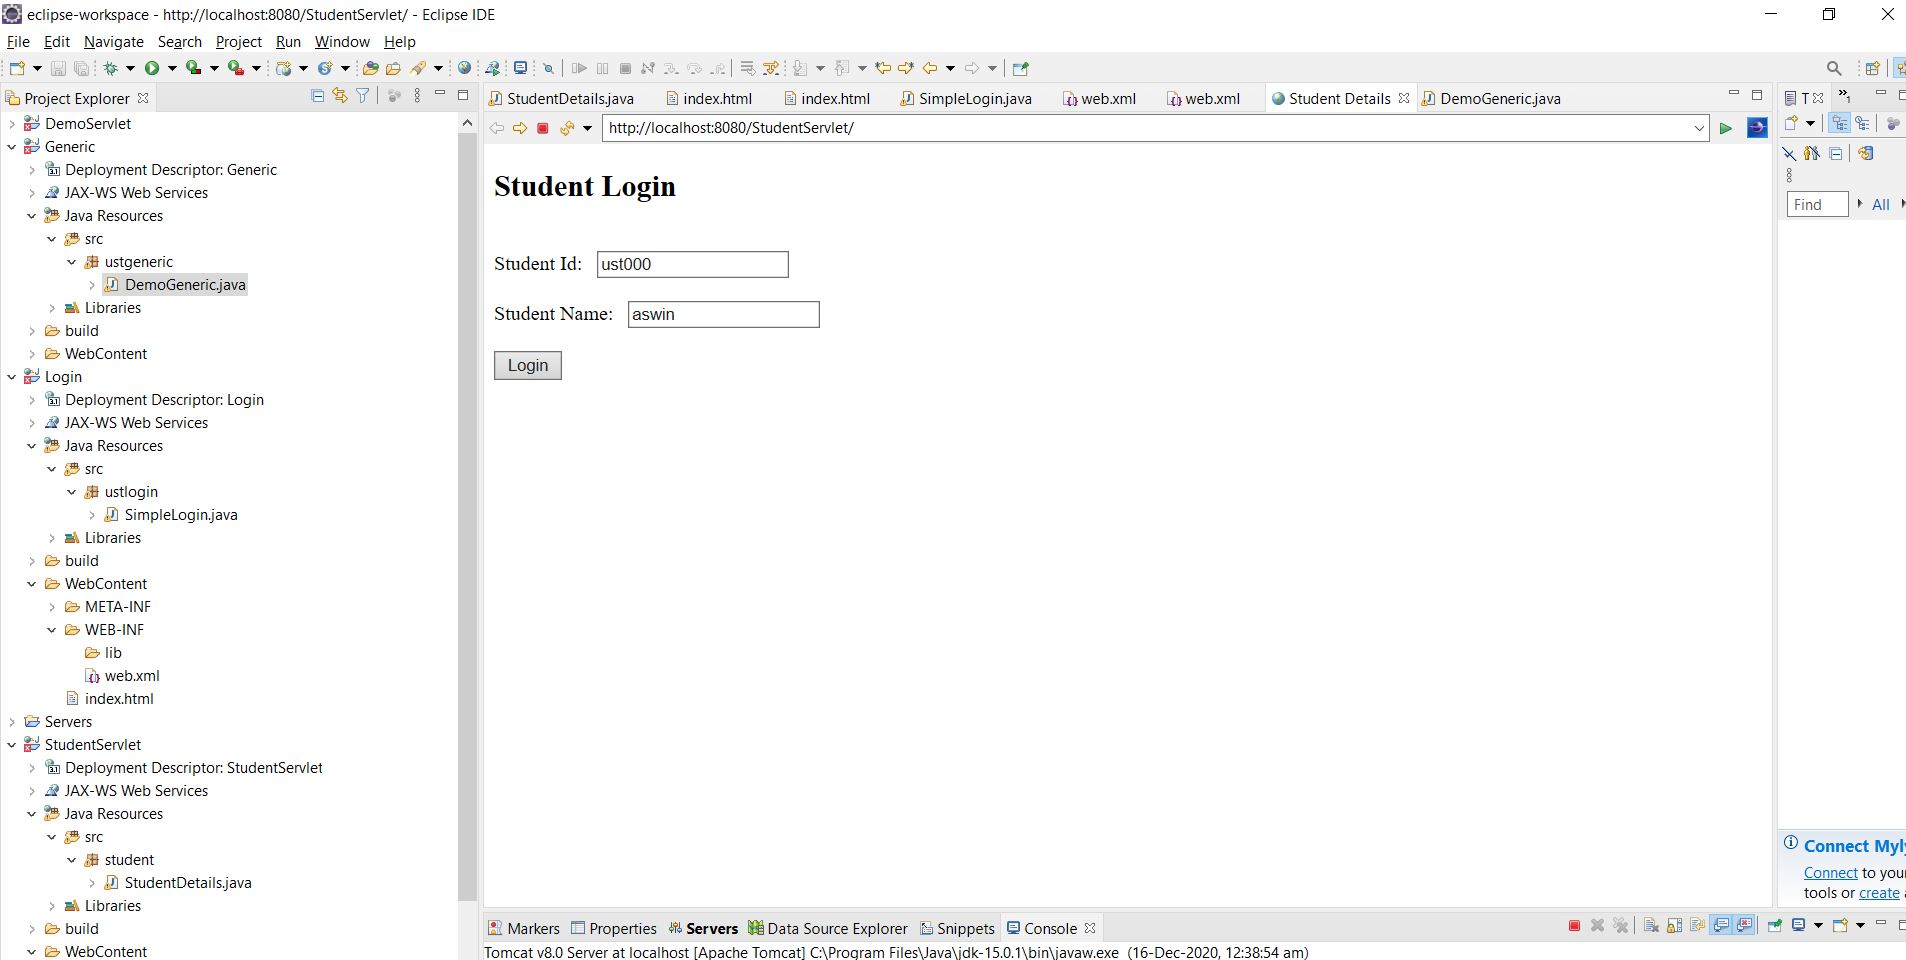 eclipse-workspace - http://localhost:8080/StudentServlet/ - Eclipse IDE
File Edit Navigate Search Project Run Window Help
Project Explorer
DemoServlet
Generic
Deployment Descriptor: Generic
JAX-WS Web Services
Java Resources
src
ustgeneric
DemoGeneric.java
Libraries
build
WebContent
Login
Deployment Descriptor: Login
JAX-WS Web Services
Java Resources
src
ustlogin
SimpleLogin.java
Libraries
build
WebContent
META-INF
WEB-INF
lib
web.xml
index.html
Servers
StudentServlet
Deployment Descriptor: StudentServlet
JAX-WS Web Services
Java Resources
src
student
StudentDetails.java
Libraries
build
WebContent
StudentDetails.java index.html index.html SimpleLogin.java web.xml web.xml Student Details DemoGeneric.java
http://localhost:8080/StudentServlet/
Student Login
Student Id: ust000
Student Name: aswin
Login
T
Find All
Connect Myly
Connect to your
tools or create
Markers Properties Servers Data Source Explorer Snippets Console
Tomcat v8.0 Server at localhost [Apache Tomcat] C:\Program Files\Java\jdk-15.0.1\bin\javaw.exe (16-Dec-2020, 12:38:54 am)